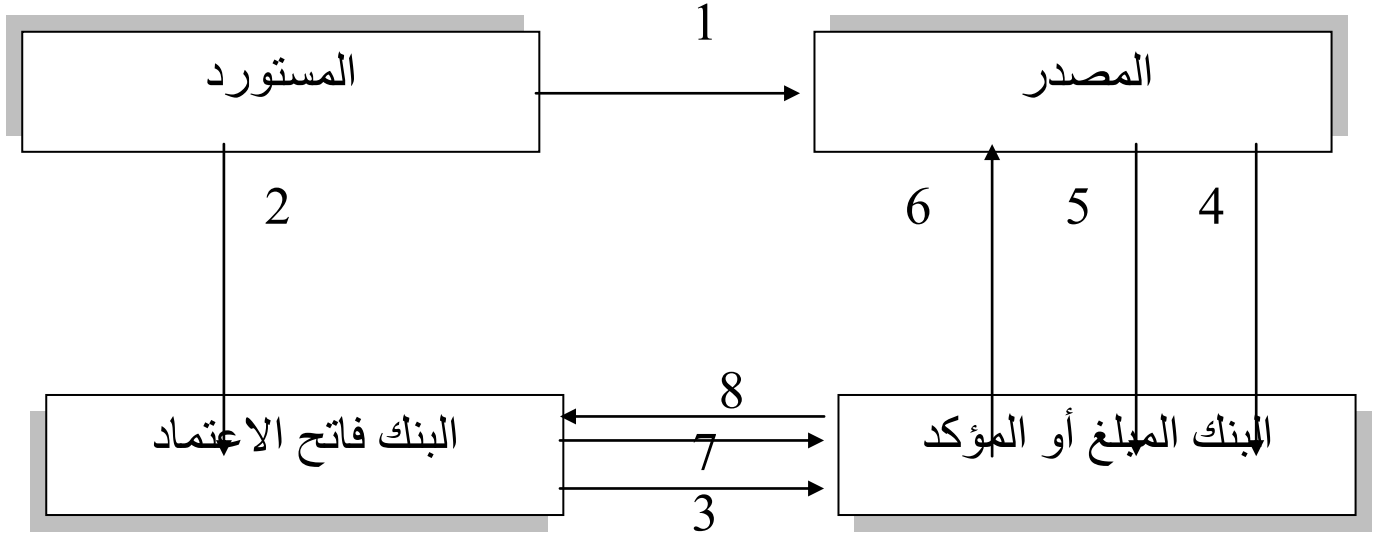 1
المستورد
المصدر
2
6
5
4
8
البنك فاتح الاعتماد
البنك المبلغ أو المؤكد
7
3